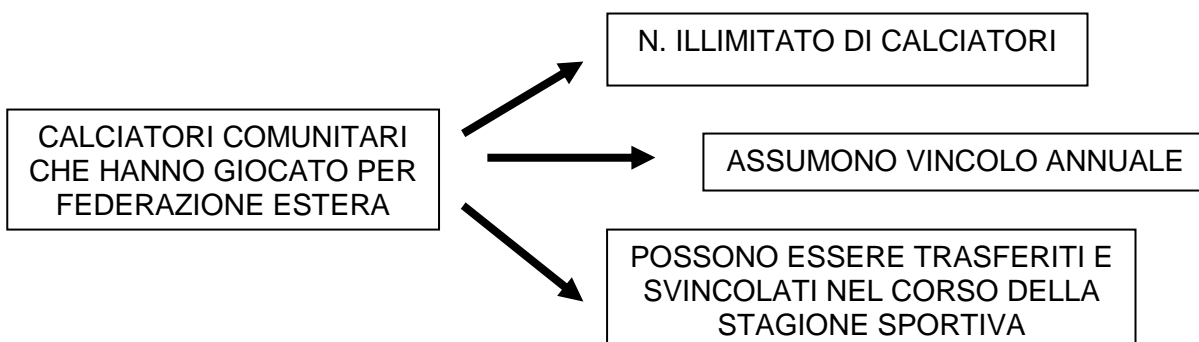 N. ILLIMITATO DI CALCIATORI
CALCIATORI COMUNITARI
CHE HANNO GIOCATO PER
FEDERAZIONE ESTERA
ASSUMONO VINCOLO ANNUALE
POSSONO ESSERE TRASFERITI E
SVINCOLATI NEL CORSO DELLA
STAGIONE SPORTIVA